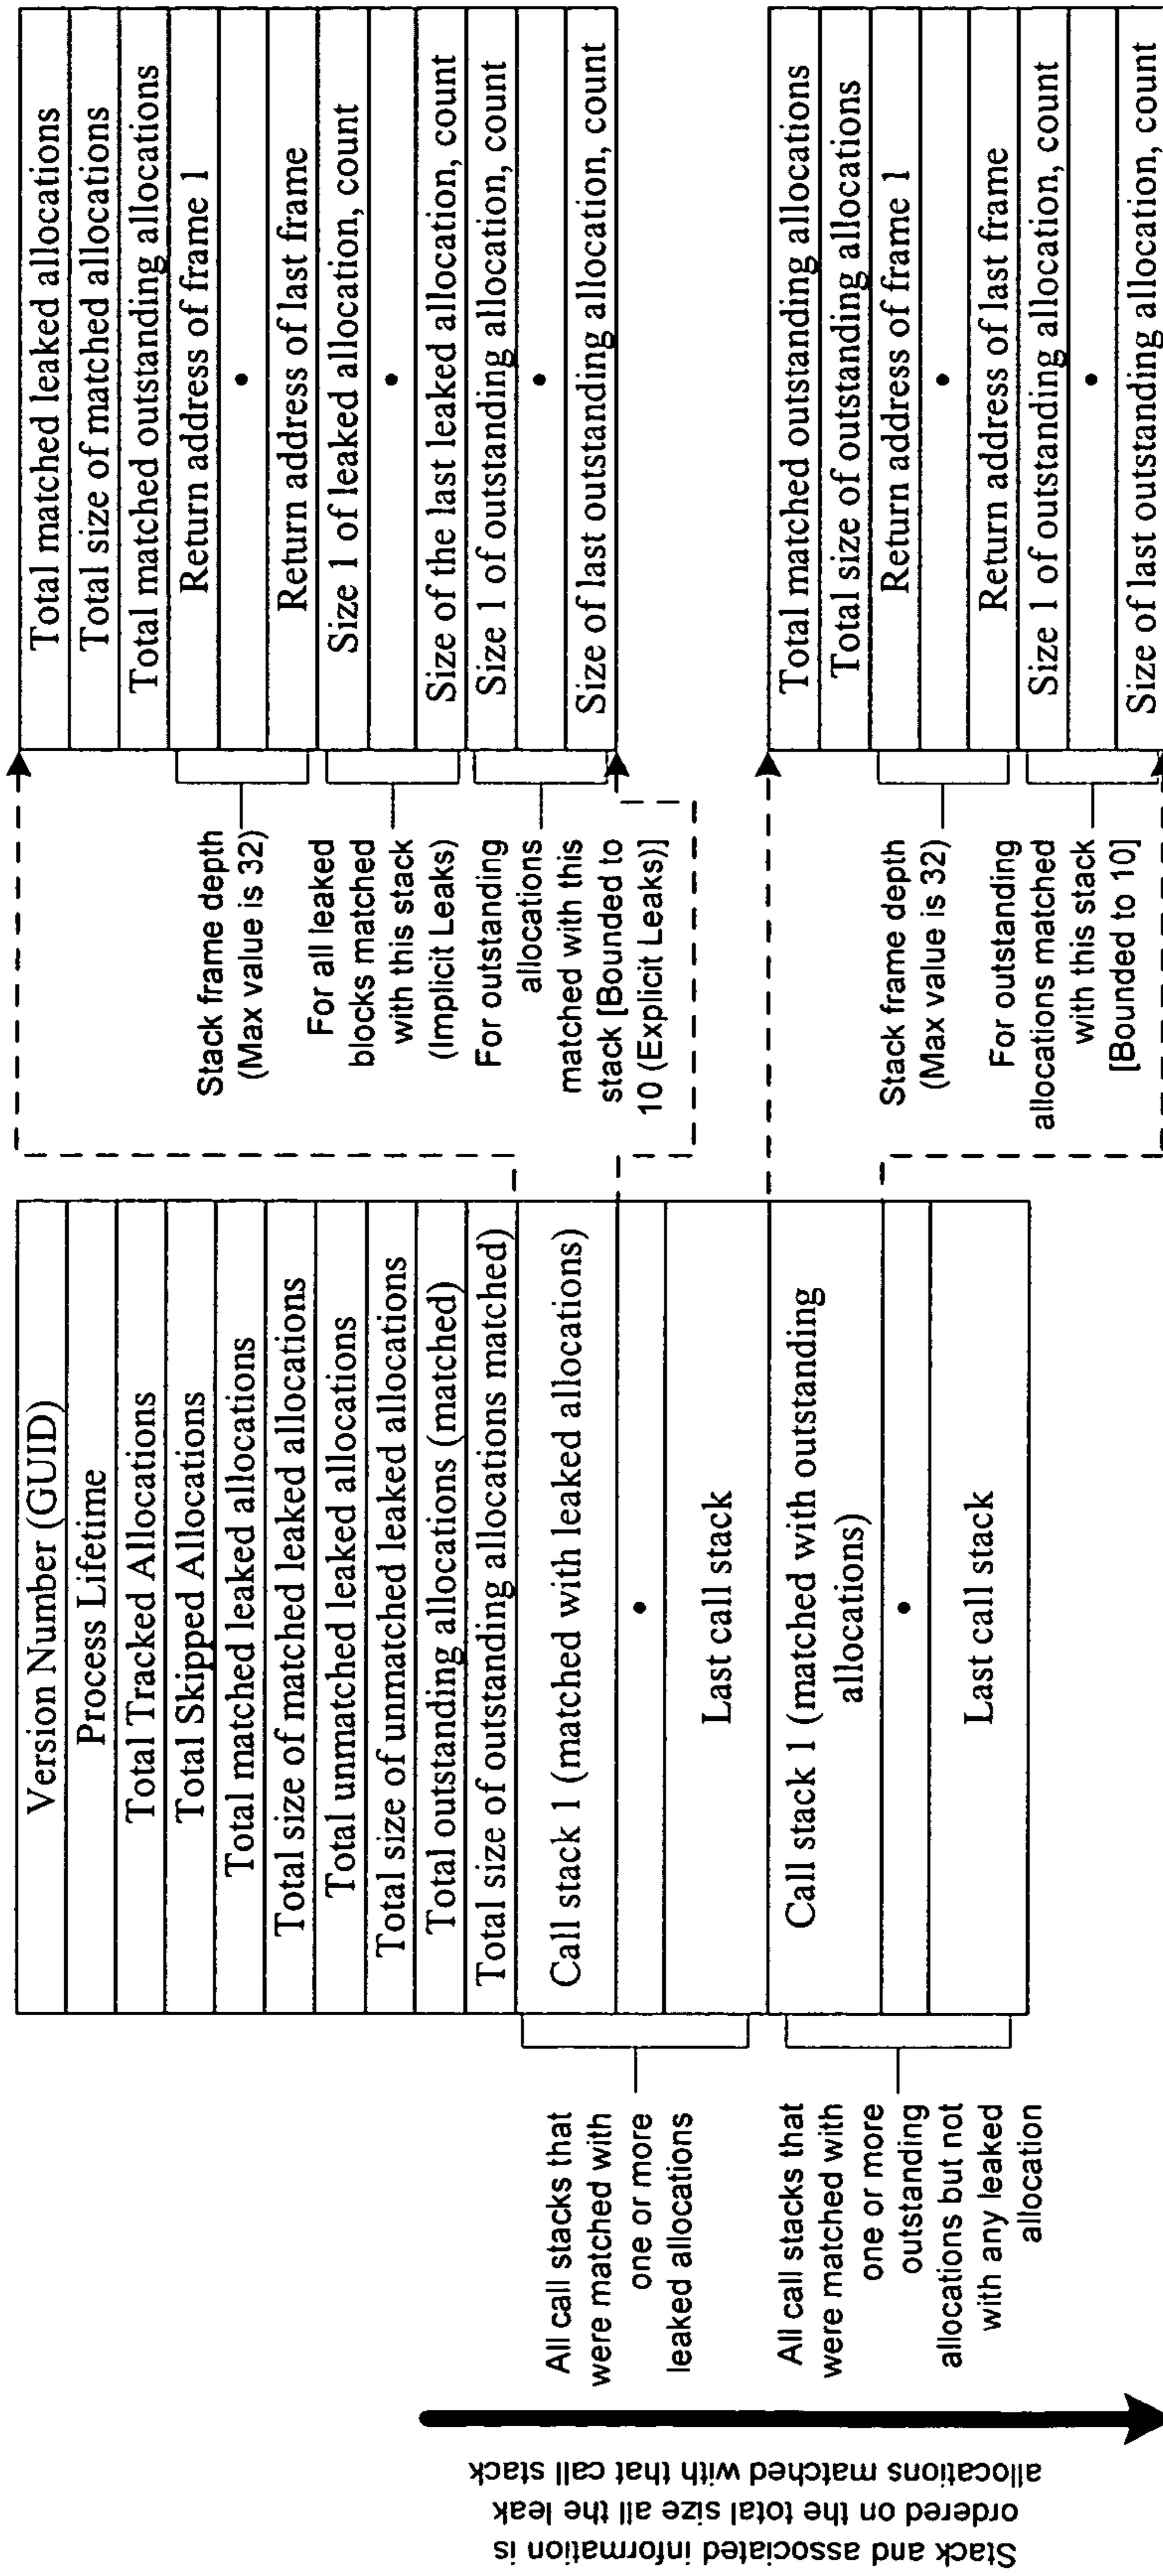 Stack and associated information is
ordered on the total size all the leak
allocations matched with that call stack
All call stacks that
were matched with
one or more
leaked allocations
All call stacks that
were matched with
one or more
outstanding
allocations but not
with any leaked
allocation
Version Number (GUID)
Process Lifetime
Total Tracked Allocations
Total Skipped Allocations
Total matched leaked allocations
Total size of matched leaked allocations
Total unmatched leaked allocations
Total size of unmatched leaked allocations
Total outstanding allocations (matched)
Total size of outstanding allocations matched)
Call stack 1 (matched with leaked allocations)
Last call stack
Call stack 1 (matched with outstanding
allocations)
Last call stack
Stack frame depth
(Max value is 32)
For all leaked
blocks matched
with this stack
(Implicit Leaks)
For outstanding
allocations
matched with this
stack [Bounded to
10 (Explicit Leaks)]
Total matched leaked allocations
Total size of matched allocations
Total matched outstanding allocations
Return address of frame 1
Return address of last frame
Size 1 of leaked allocation, count
Size of the last leaked allocation, count
Size 1 of outstanding allocation, count
Size of last outstanding allocation, count
Stack frame depth
(Max value is 32)
For outstanding
allocations matched
with this stack
[Bounded to 10]
Total matched outstanding allocations
Total size of outstanding allocations
Return address of frame 1
Return address of last frame
Size 1 of outstanding allocation, count
Size of last outstanding allocation, count